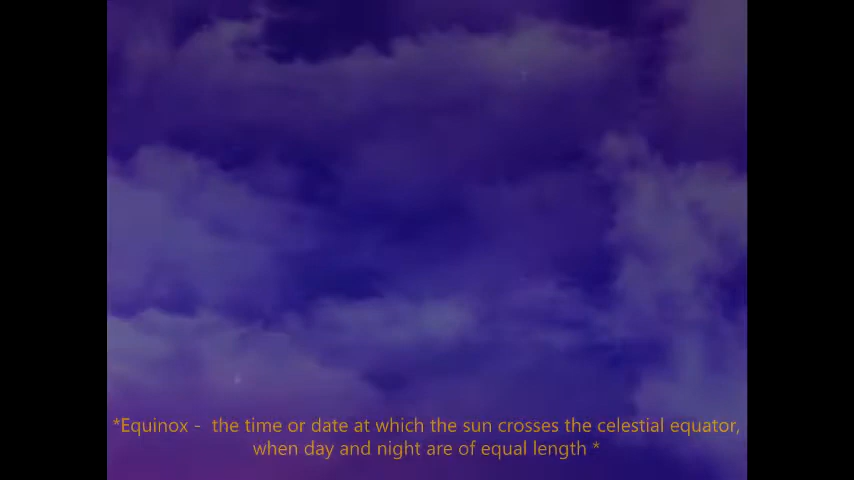 *Equinox -  the time or date at which the sun crosses the celestial equator,
when day and night are of equal length *